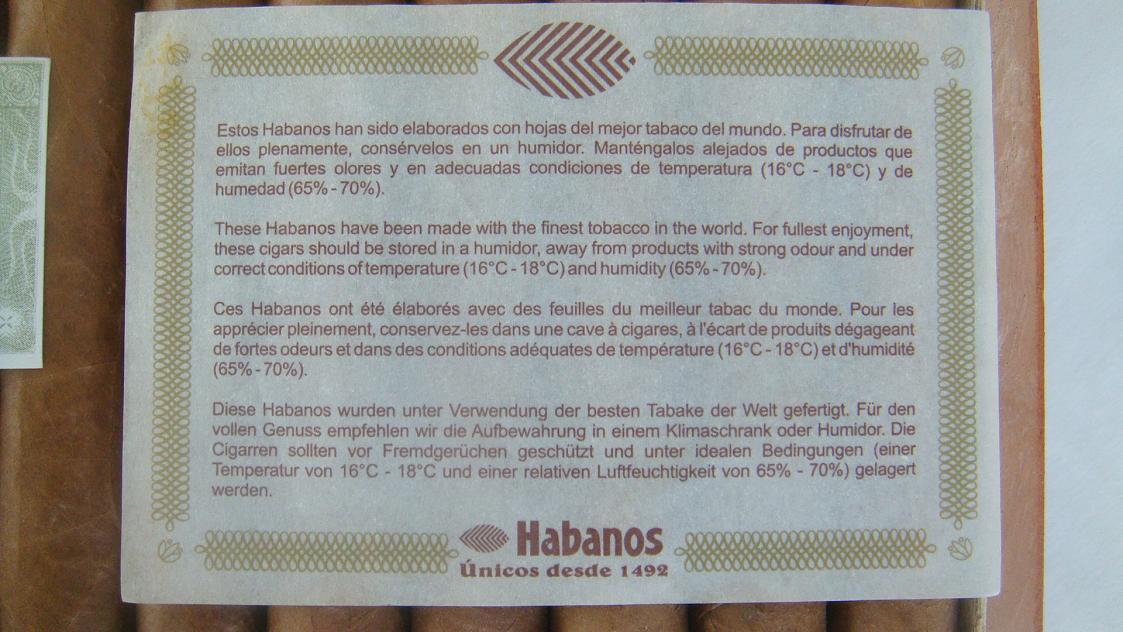 Estos Habanos han sido elaborados con hojas del mejor tabaco del mundo. Para disfrutar de
ellos plenamente, consérvelos en un humidor. Manténgalos alejados de productos que
emitan fuertes olores y en adecuadas condiciones de temperatura (16°C - 18°C) y de
humedad (65% - 70%).
These Habanos have been made with the finest tobacco in the world. For fullest enjoyment,
these cigars should be stored in a humidor, away from products with strong odour and under
correct conditions of temperature (16°C - 18°C) and humidity (65% - 70%).
Ces Habanos ont été élaborés avec des feuilles du meilleur tabac du monde. Pour les
apprécier pleinement, conservez-les dans une cave à cigares, à l'écart de produits dégageant
de fortes odeurs et dans des conditions adéquates de température (16°C - 18°C) et d'humidité
(65% - 70%).
Diese Habanos wurden unter Verwendung der besten Tabake der Welt gefertigt. Für den
vollen Genuss empfehlen wir die Aufbewahrung in einem Klimaschrank oder Humidor. Die
Cigarren sollten vor Fremdgerüchen geschützt und unter idealen Bedingungen (einer
Temperatur von 16°C - 18°C und einer relativen Luftfeuchtigkeit von 65% - 70%) gelagert
werden.
Habanos
Únicos desde 1492